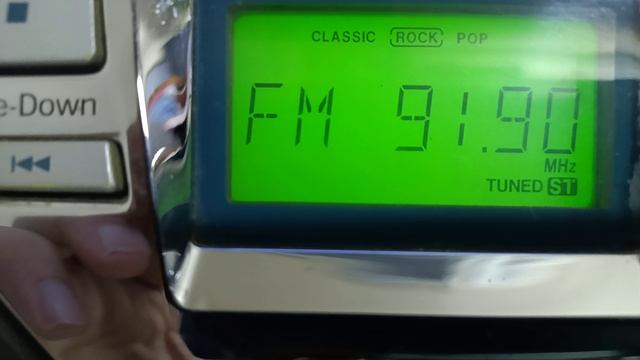 CLASSIC ROCK POP
FM 91.90
MHz
TUNED ST
e-Down